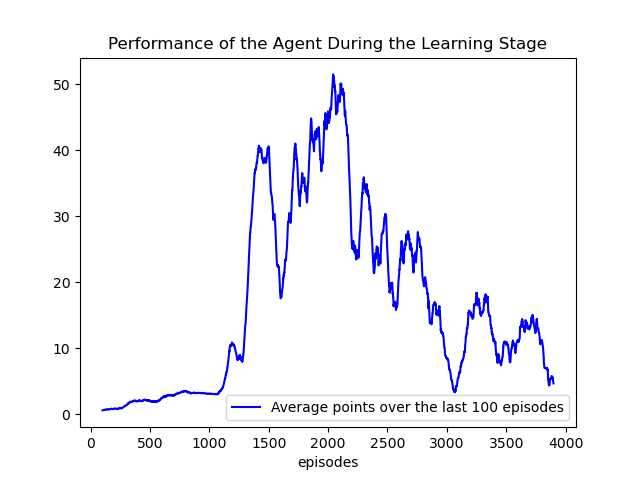 Performance of the Agent During the Learning Stage
50
40
30
20
10
0
Average points over the last 100 episodes
0 500 1000 1500 2000 2500 3000 3500 4000
episodes